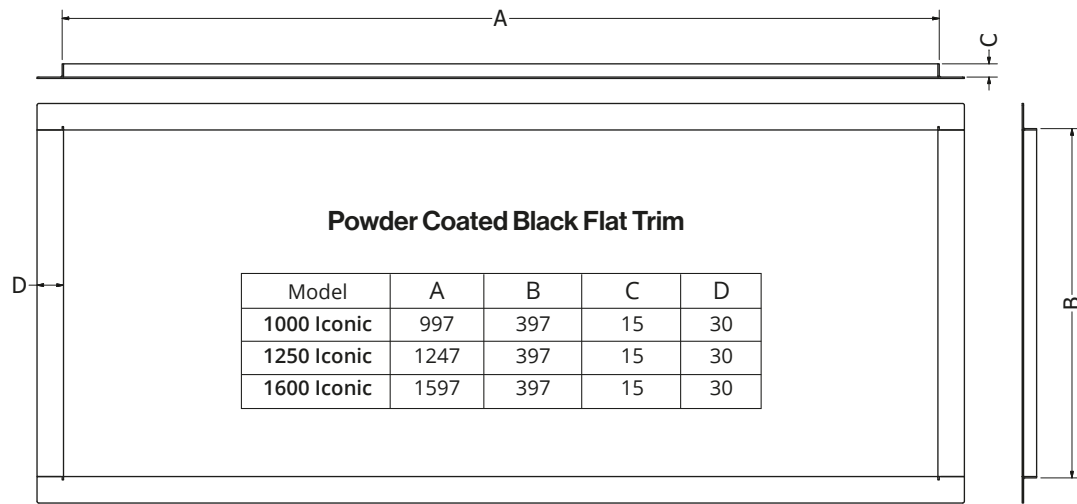 A
C
Powder Coated Black Flat Trim
D
B
Model A B C D
1000 Iconic 997 397 15 30
1250 Iconic 1247 397 15 30
1600 Iconic 1597 397 15 30